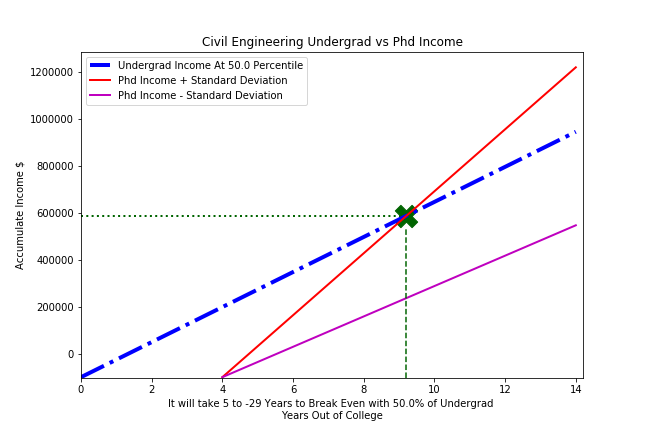 Civil Engineering Undergrad vs Phd Income
Undergrad Income At 50.0 Percentile
Phd Income + Standard Deviation
Phd Income - Standard Deviation
Accumulate Income $
1200000
1000000
800000
600000
400000
200000
0
0 2 4 6 8 10 12 14
It will take 5 to -29 Years to Break Even with 50.0% of Undergrad
Years Out of College